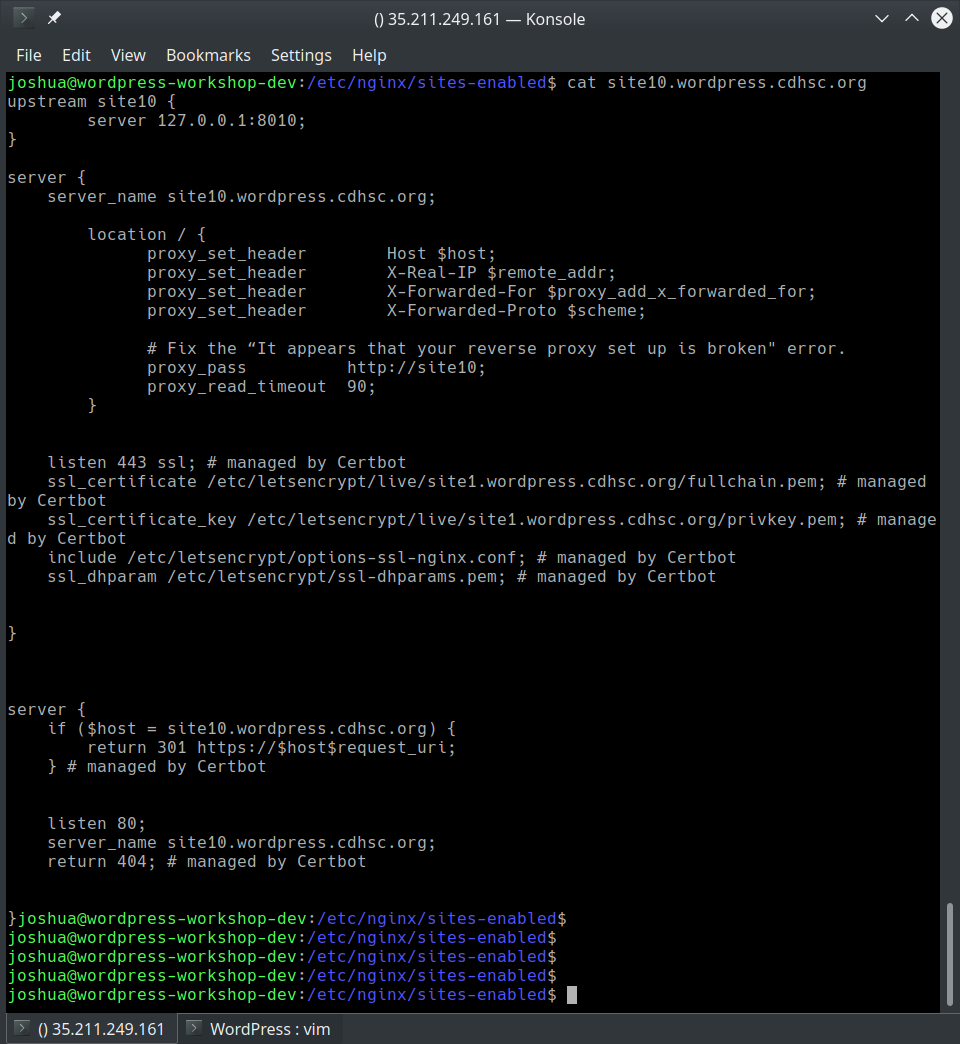 () 35.211.249.161 — Konsole
File Edit View Bookmarks Settings Help
joshua@wordpress-workshop-dev:/etc/nginx/sites-enabled$ cat site10.wordpress.cdhsc.org
upstream site10 {
        server 127.0.0.1:8010;
}
server {
    server_name site10.wordpress.cdhsc.org;
        location / {
              proxy_set_header        Host $host;
              proxy_set_header        X-Real-IP $remote_addr;
              proxy_set_header        X-Forwarded-For $proxy_add_x_forwarded_for;
              proxy_set_header        X-Forwarded-Proto $scheme;
              # Fix the “It appears that your reverse proxy set up is broken" error.
              proxy_pass          http://site10;
              proxy_read_timeout  90;
        }
    listen 443 ssl; # managed by Certbot
    ssl_certificate /etc/letsencrypt/live/site1.wordpress.cdhsc.org/fullchain.pem; # managed
by Certbot
    ssl_certificate_key /etc/letsencrypt/live/site1.wordpress.cdhsc.org/privkey.pem; # manage
d by Certbot
    include /etc/letsencrypt/options-ssl-nginx.conf; # managed by Certbot
    ssl_dhparam /etc/letsencrypt/ssl-dhparams.pem; # managed by Certbot
}
server {
    if ($host = site10.wordpress.cdhsc.org) {
        return 301 https://$host$request_uri;
    } # managed by Certbot
    listen 80;
    server_name site10.wordpress.cdhsc.org;
    return 404; # managed by Certbot
}joshua@wordpress-workshop-dev:/etc/nginx/sites-enabled$
joshua@wordpress-workshop-dev:/etc/nginx/sites-enabled$
joshua@wordpress-workshop-dev:/etc/nginx/sites-enabled$
joshua@wordpress-workshop-dev:/etc/nginx/sites-enabled$
joshua@wordpress-workshop-dev:/etc/nginx/sites-enabled$
() 35.211.249.161 WordPress : vim